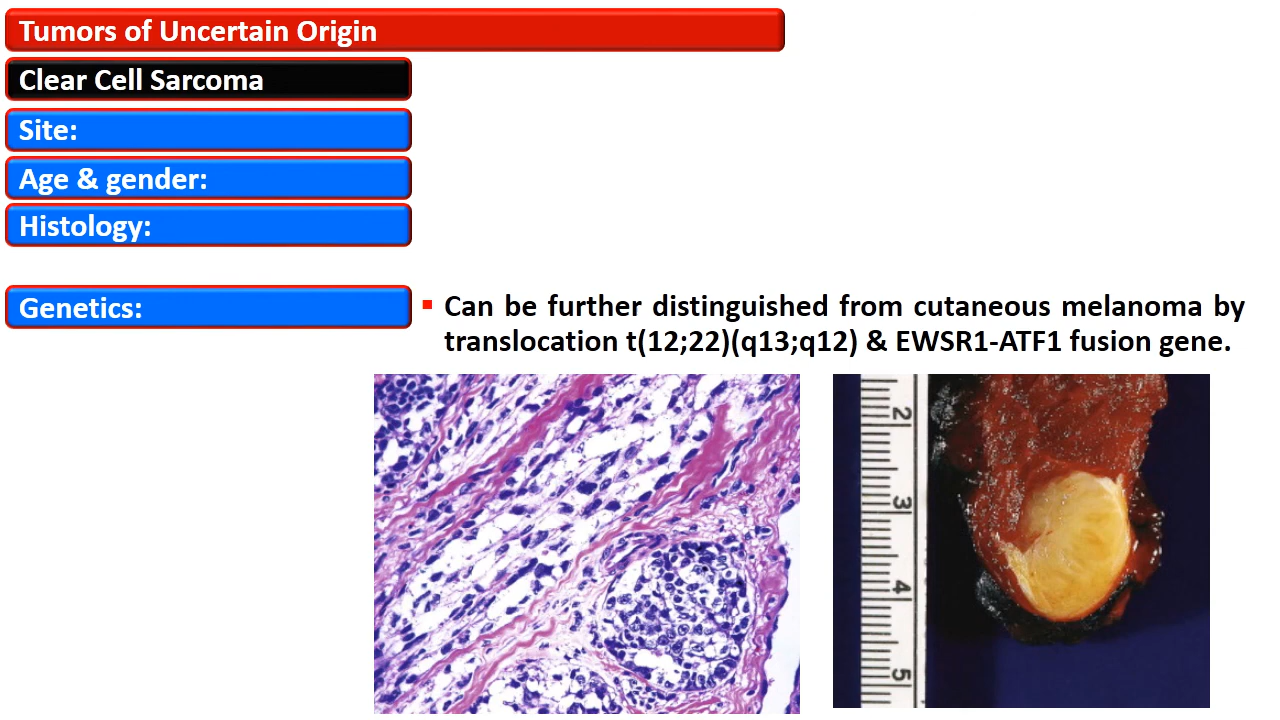 Tumors of Uncertain Origin
Clear Cell Sarcoma
Site:
Age & gender:
Histology:
Genetics:
▪ Can be further distinguished from cutaneous melanoma by
translocation t(12;22)(q13;q12) & EWSR1-ATF1 fusion gene.
2
3
4
5